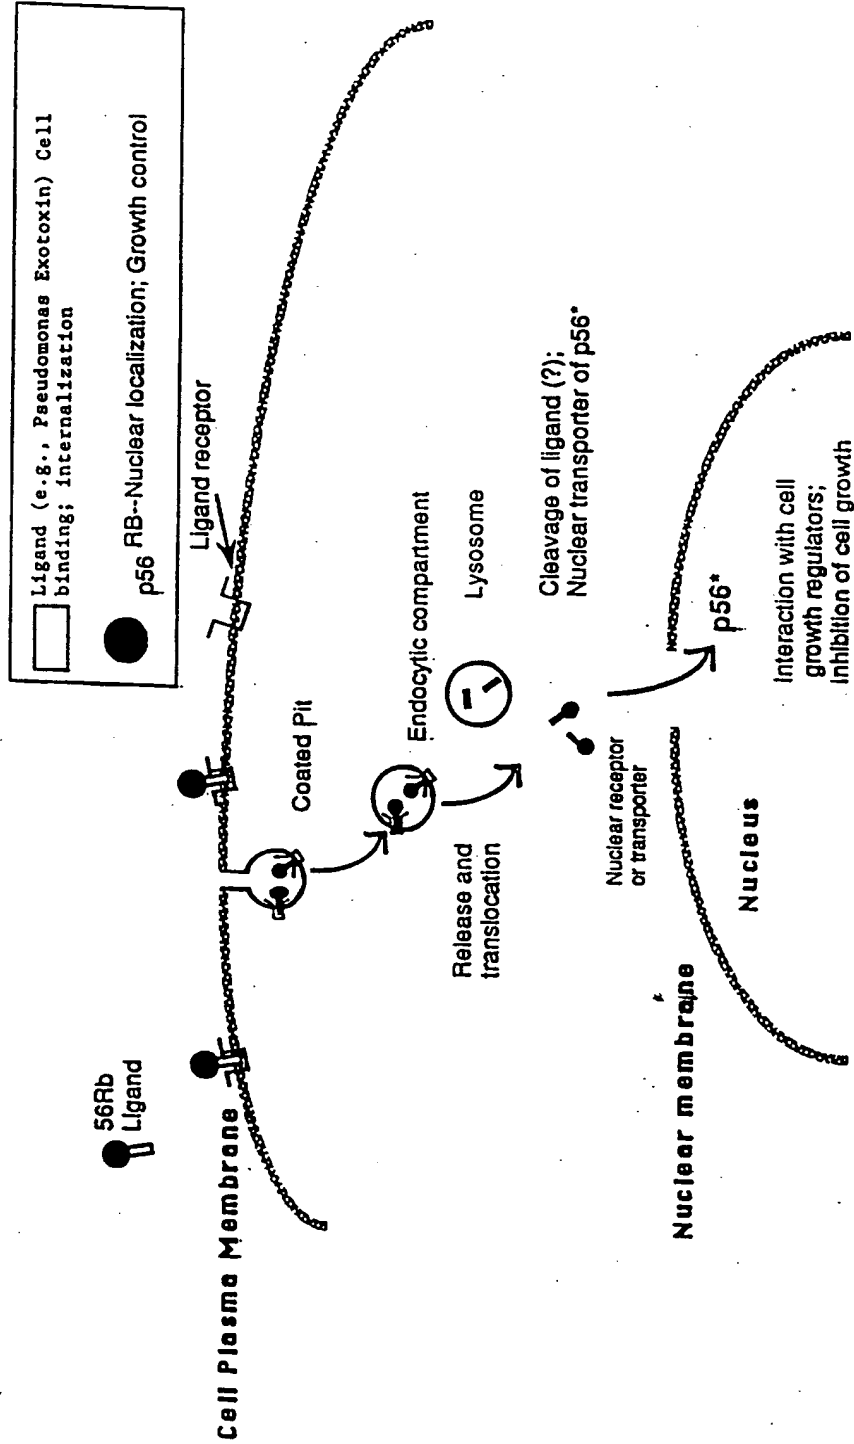 Ligand (e.g., Pseudomonas Exotoxin) Cell
binding; internalization
p56 RB--Nuclear localization; Growth control
56Rb
Ligand
Ligand receptor
Cell Plasma Membrane
Coated Pit
Endocytic compartment
Lysosome
Release and
translocation
Cleavage of ligand (?);
Nuclear transporter of p56*
Nuclear receptor
or transporter
p56*
Nuclear membrane
Nucleus
Interaction with cell
growth regulators;
Inhibition of cell growth